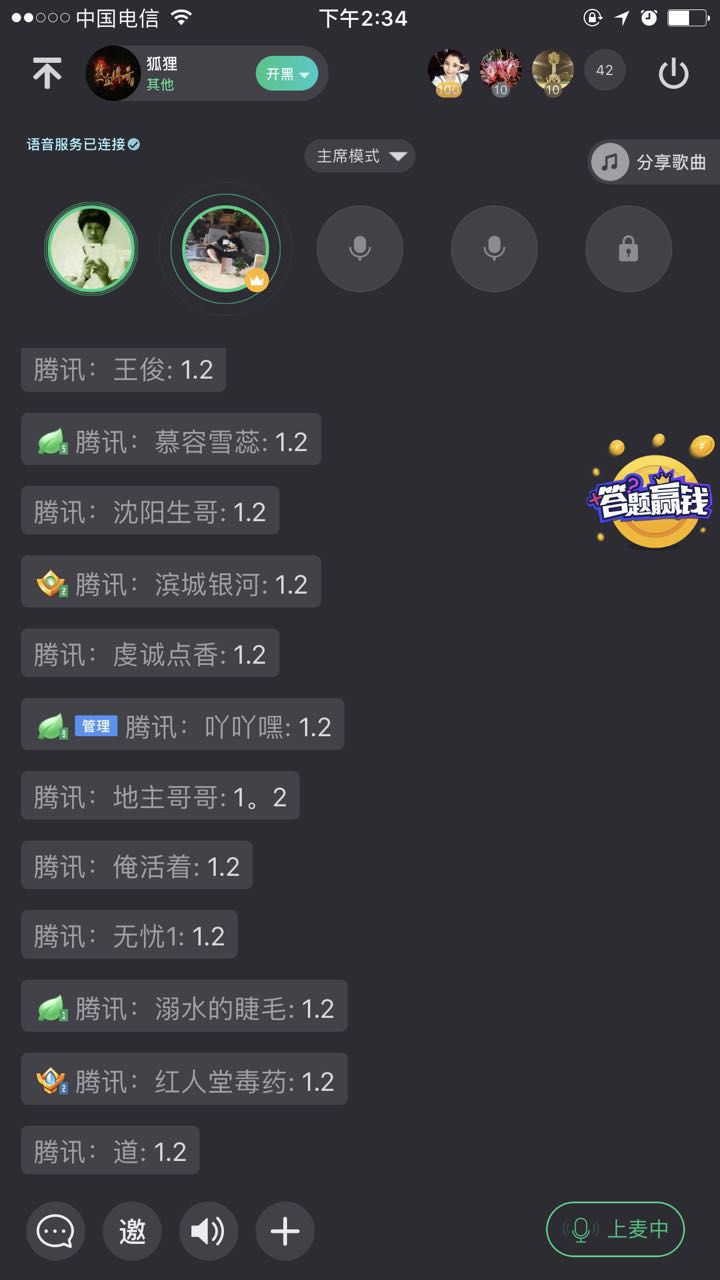 中国电信 下午2:34
狐狸
其他
开黑
100 10 10 42
语音服务已连接
主席模式
分享歌曲
腾讯： 王俊: 1.2
5 腾讯： 慕容雪蕊: 1.2
腾讯： 沈阳生哥: 1.2
答题赢钱
2 腾讯： 滨城银河: 1.2
腾讯： 虔诚点香: 1.2
管理 腾讯： 吖吖嘿: 1.2
腾讯： 地主哥哥: 1。2
腾讯： 俺活着: 1.2
腾讯： 无忧1: 1.2
1 腾讯： 溺水的睫毛: 1.2
2 腾讯： 红人堂毒药: 1.2
腾讯： 道: 1.2
邀
上麦中